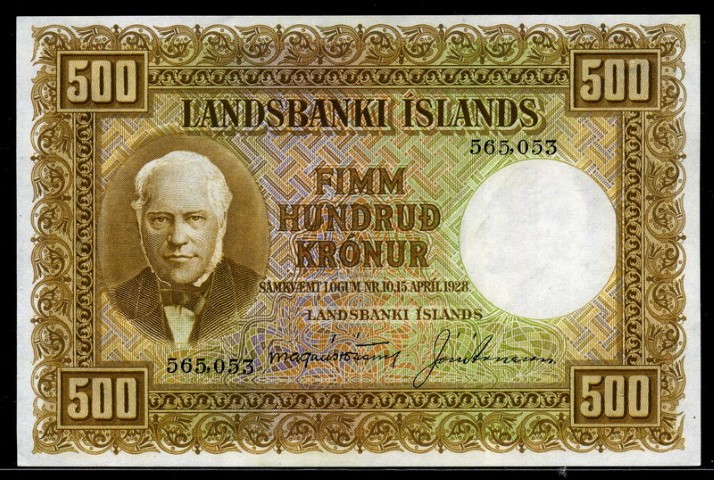 500 500
LANDSBANKI ÍSLANDS
565,053
FIMM
HUNDRUÐ
KRÓNUR
SAMKVÆMT LÖGUM NR.10,15.APRÍL 1928
LANDSBANKI ÍSLANDS
565,053
500 500